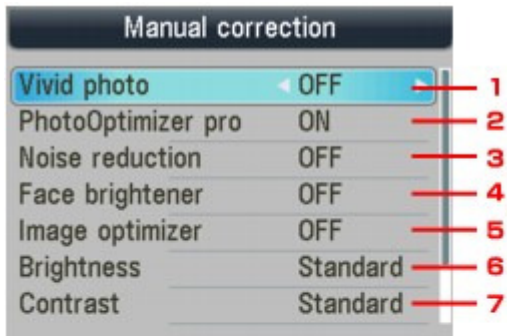 Manual correction
Vivid photo OFF 1
PhotoOptimizer pro ON 2
Noise reduction OFF 3
Face brightener OFF 4
Image optimizer OFF 5
Brightness Standard 6
Contrast Standard 7